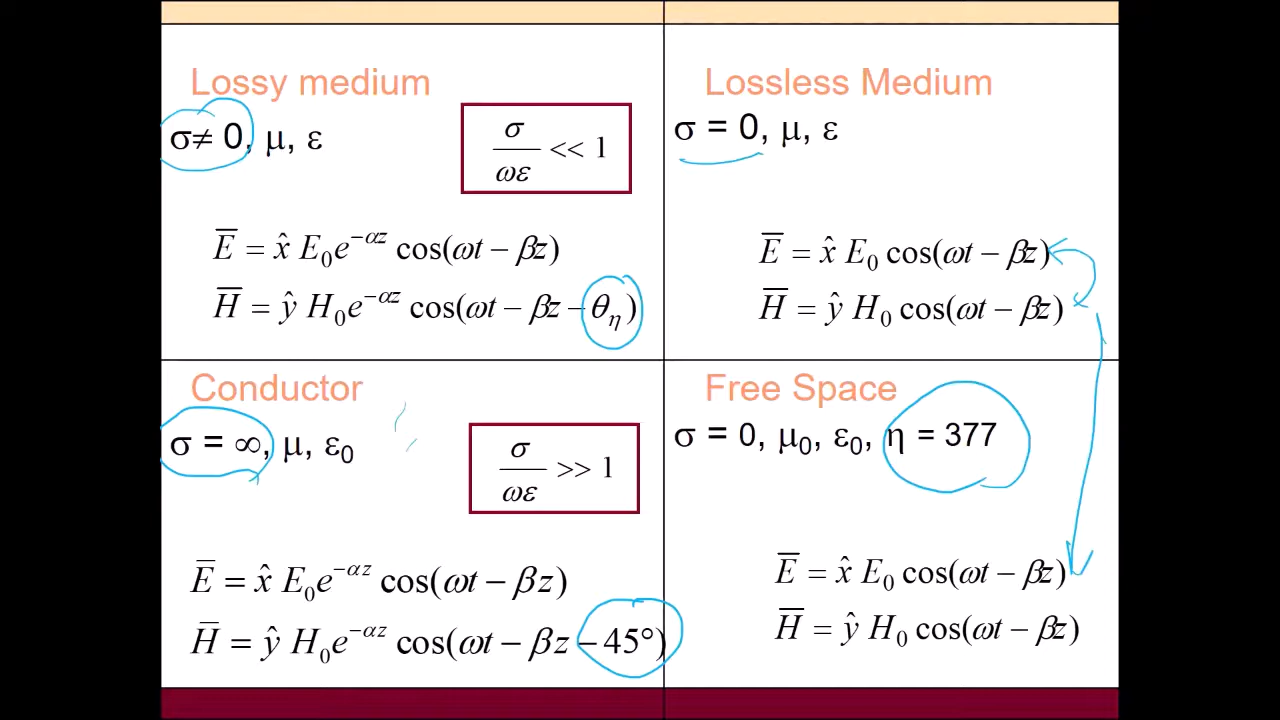 Lossy medium
σ≠ 0, μ, ε
σ/ωε << 1
E̅ = x̂ E₀e^−αz cos(ωt − βz)
H̅ = ŷ H₀e^−αz cos(ωt − βz − θ_η)
Lossless Medium
σ = 0, μ, ε
E̅ = x̂ E₀ cos(ωt − βz)
H̅ = ŷ H₀ cos(ωt − βz)
Conductor
σ = ∞, μ, ε₀
σ/ωε >> 1
E̅ = x̂ E₀e^−αz cos(ωt − βz)
H̅ = ŷ H₀e^−αz cos(ωt − βz − 45°)
Free Space
σ = 0, μ₀, ε₀, η = 377
E̅ = x̂ E₀ cos(ωt − βz)
H̅ = ŷ H₀ cos(ωt − βz)